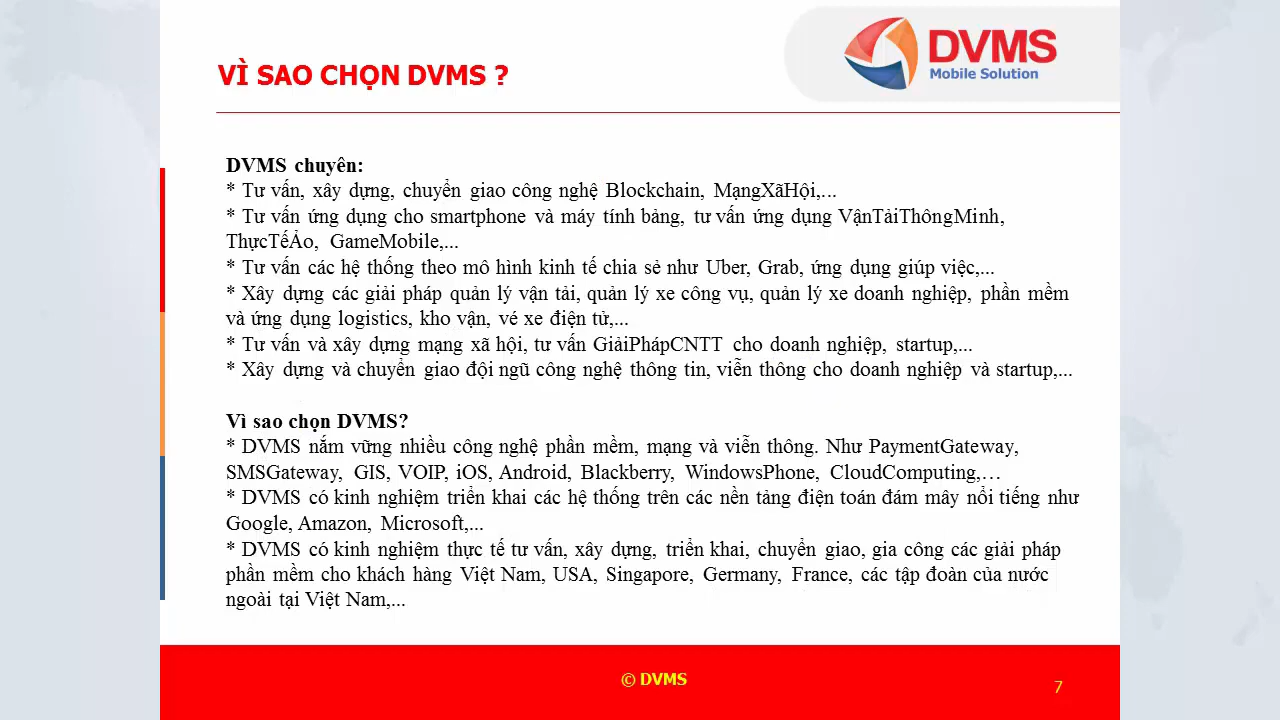 DVMS
Mobile Solution
VÌ SAO CHỌN DVMS ?
DVMS chuyên:
* Tư vấn, xây dựng, chuyển giao công nghệ Blockchain, MạngXãHội,...
* Tư vấn ứng dụng cho smartphone và máy tính bảng, tư vấn ứng dụng VậnTảiThôngMinh,
ThựcTếẢo, GameMobile,...
* Tư vấn các hệ thống theo mô hình kinh tế chia sẻ như Uber, Grab, ứng dụng giúp việc,...
* Xây dựng các giải pháp quản lý vận tải, quản lý xe công vụ, quản lý xe doanh nghiệp, phần mềm
và ứng dụng logistics, kho vận, vé xe điện tử,...
* Tư vấn và xây dựng mạng xã hội, tư vấn GiảiPhápCNTT cho doanh nghiệp, startup,...
* Xây dựng và chuyển giao đội ngũ công nghệ thông tin, viễn thông cho doanh nghiệp và startup,...
Vì sao chọn DVMS?
* DVMS nắm vững nhiều công nghệ phần mềm, mạng và viễn thông. Như PaymentGateway,
SMSGateway, GIS, VOIP, iOS, Android, Blackberry, WindowsPhone, CloudComputing,…
* DVMS có kinh nghiệm triển khai các hệ thống trên các nền tảng điện toán đám mây nổi tiếng như
Google, Amazon, Microsoft,...
* DVMS có kinh nghiệm thực tế tư vấn, xây dựng, triển khai, chuyển giao, gia công các giải pháp
phần mềm cho khách hàng Việt Nam, USA, Singapore, Germany, France, các tập đoàn của nước
ngoài tại Việt Nam,...
© DVMS
7